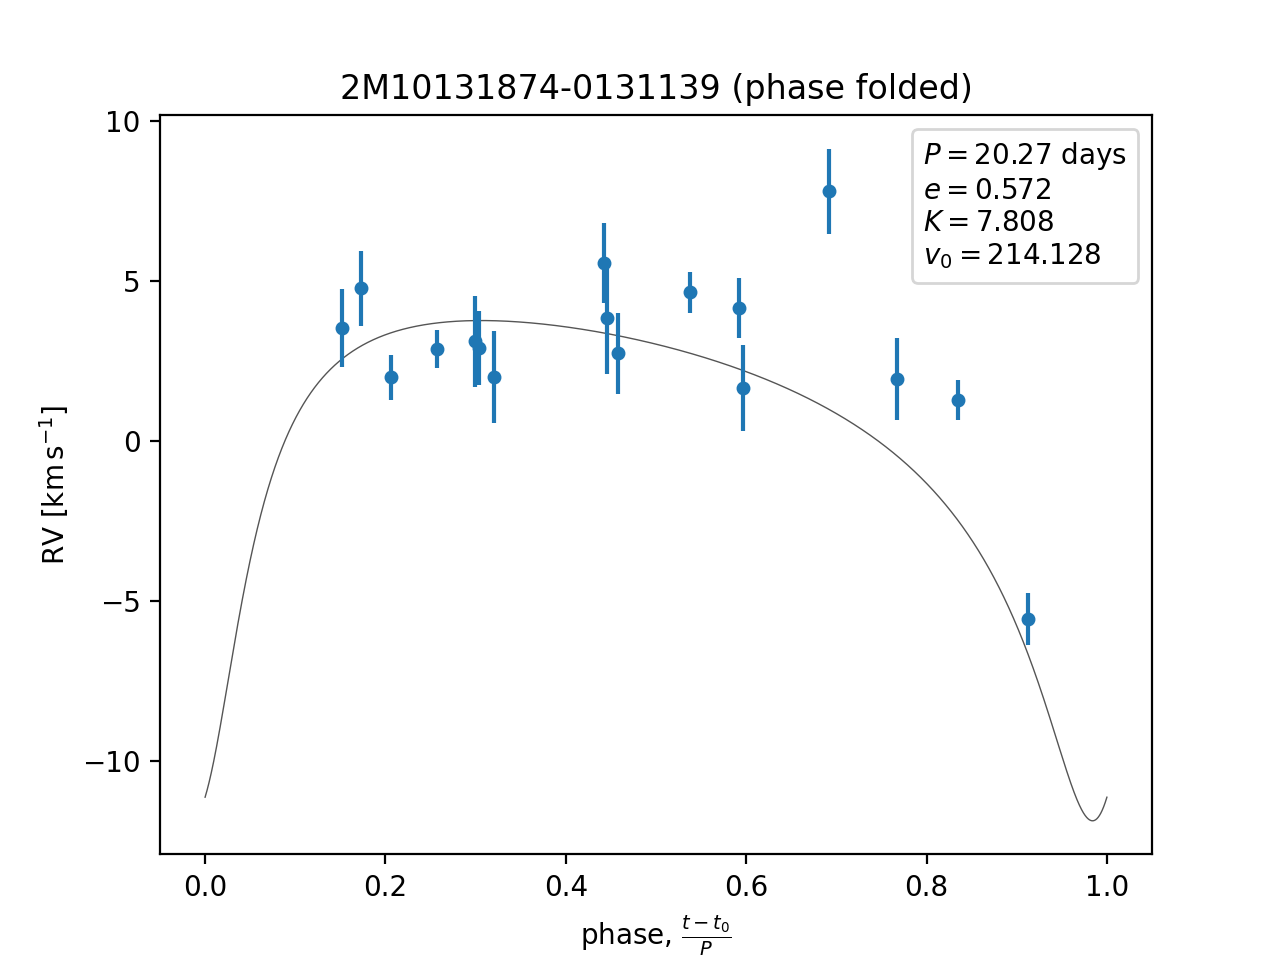 2M10131874-0131139 (phase folded)
P = 20.27 days
e = 0.572
K = 7.808
v₀ = 214.128
10
5
0
−5
−10
RV [km s⁻¹]
0.0 0.2 0.4 0.6 0.8 1.0
phase, (t − t₀)/P